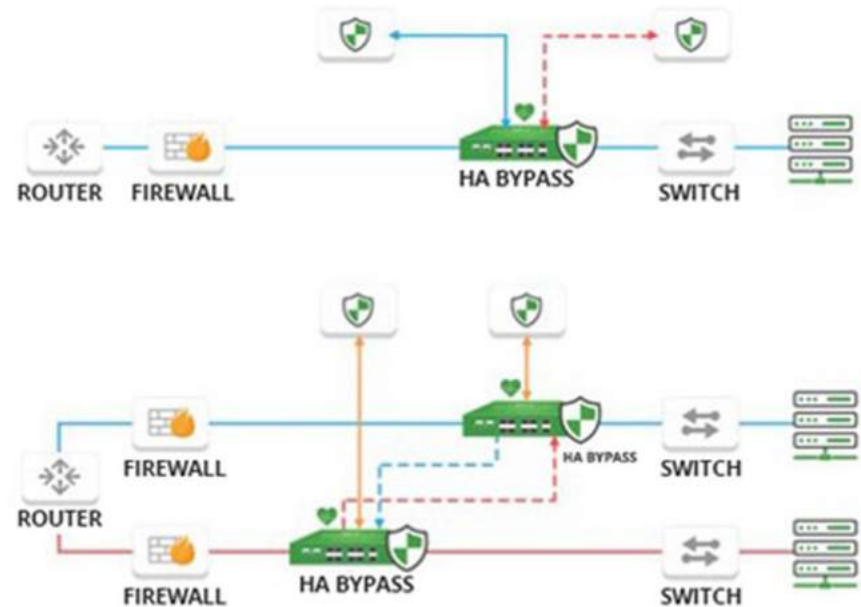 HA BYPASS
ROUTER
FIREWALL
SWITCH
FIREWALL
HA BYPASS
SWITCH
ROUTER
FIREWALL
HA BYPASS
SWITCH